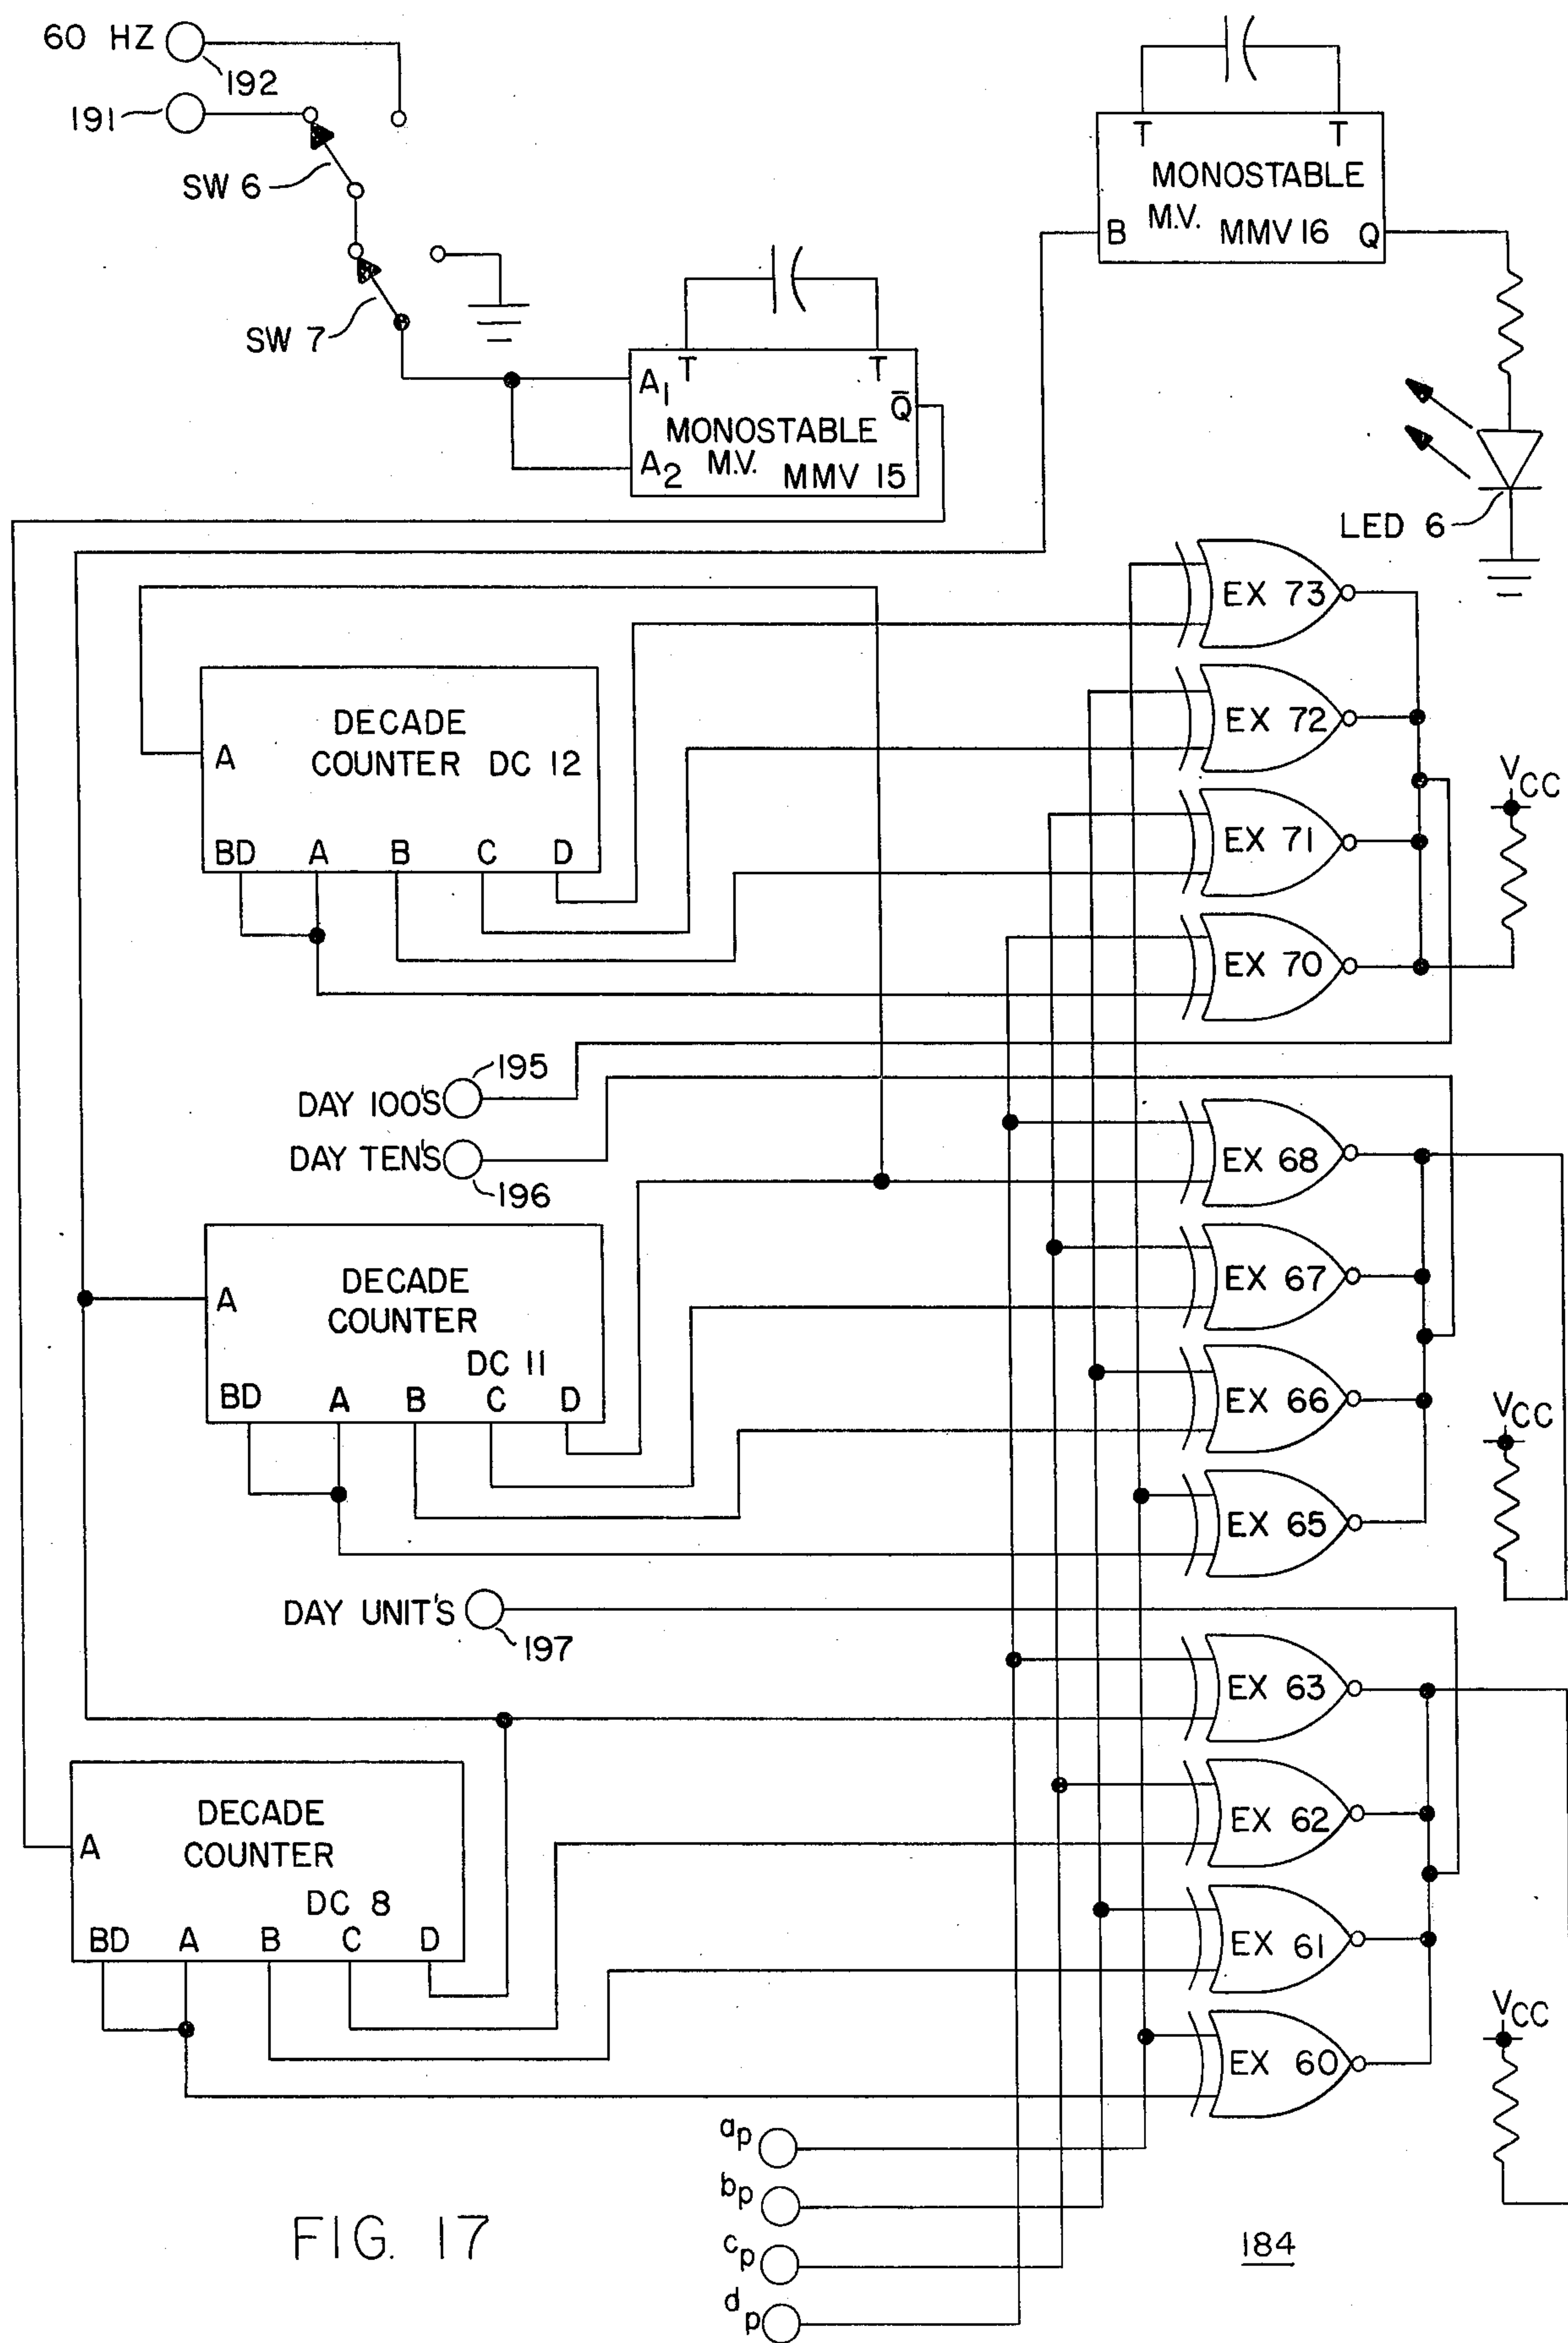 60 HZ
192
191
SW 6
SW 7
T T
MONOSTABLE
M.V. MMV 16
B Q
LED 6
T T
A1
Q̅
MONOSTABLE
A2 M.V. MMV 15
EX 73
EX 72
EX 71
EX 70
VCC
A
DECADE
COUNTER DC 12
BD A B C D
195
DAY 100'S
DAY TEN'S
196
EX 68
EX 67
EX 66
EX 65
VCC
A
DECADE
COUNTER
DC 11
BD A B C D
DAY UNIT'S
197
EX 63
EX 62
EX 61
EX 60
VCC
A
DECADE
COUNTER
DC 8
BD A B C D
ap
bp
cp
dp
FIG. 17
184